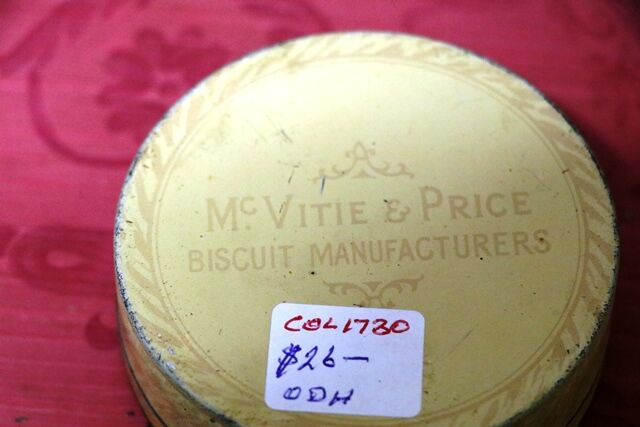 McVITIE & PRICE
BISCUIT MANUFACTURERS
COL1730
$26—
ODH